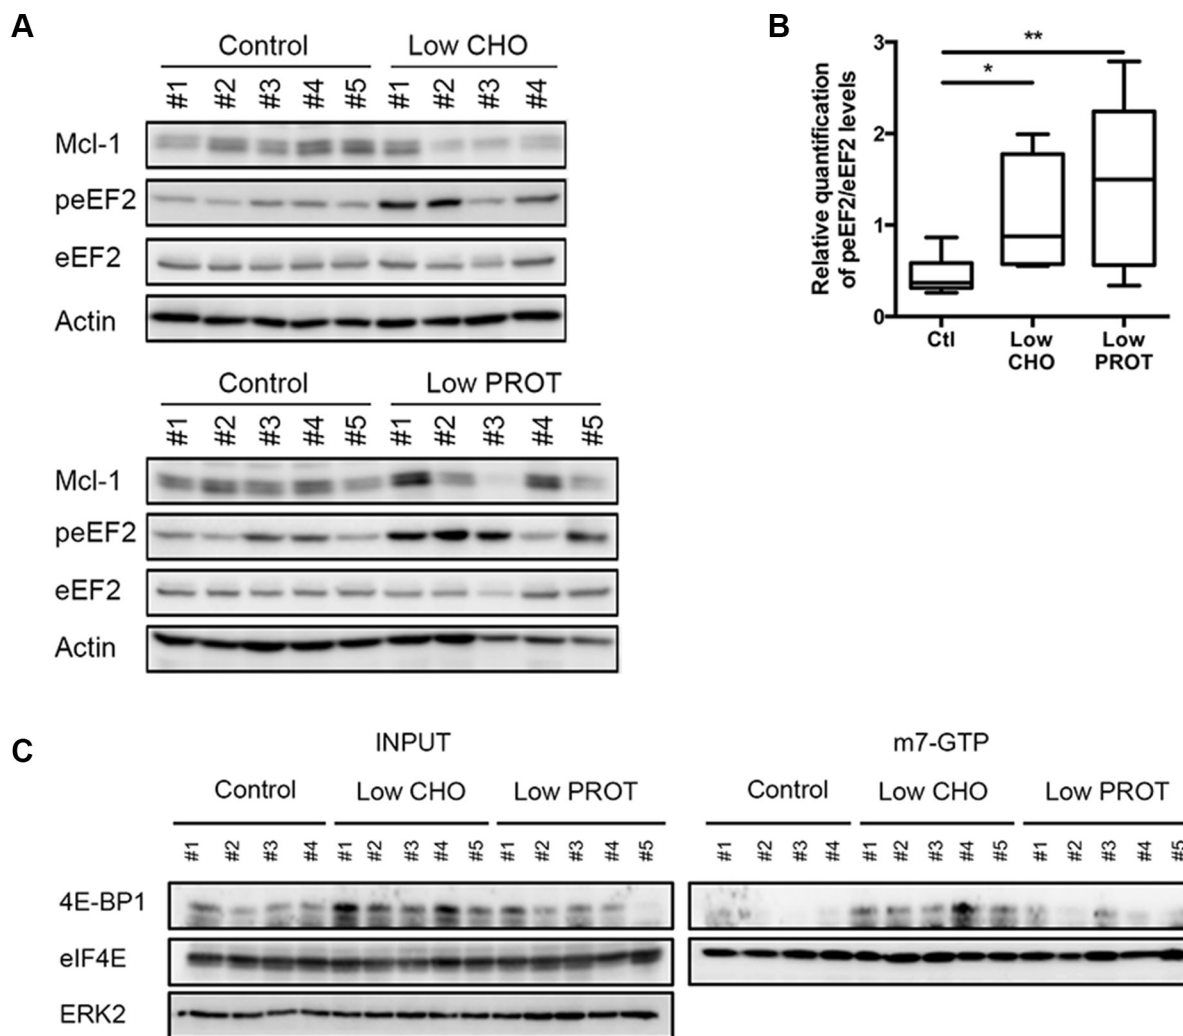 A
Control Low CHO
#1 #2 #3 #4 #5 #1 #2 #3 #4
Mcl-1
peEF2
eEF2
Actin
Control Low PROT
#1 #2 #3 #4 #5 #1 #2 #3 #4 #5
Mcl-1
peEF2
eEF2
Actin
B
Relative quantification
of peEF2/eEF2 levels
3
2
1
0
**
*
Ctl Low CHO Low PROT
C
INPUT m7-GTP
Control Low CHO Low PROT Control Low CHO Low PROT
#1 #2 #3 #4 #1 #2 #3 #4 #5 #1 #2 #3 #4 #5 #1 #2 #3 #4 #1 #2 #3 #4 #5 #1 #2 #3 #4 #5
4E-BP1
eIF4E
ERK2